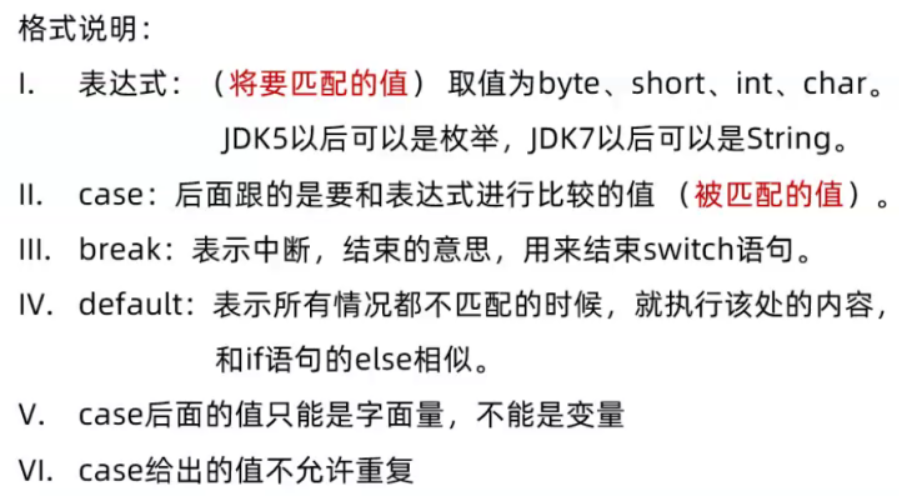 格式说明：
I. 表达式：（将要匹配的值）取值为byte、short、int、char。
JDK5以后可以是枚举，JDK7以后可以是String。
II. case：后面跟的是要和表达式进行比较的值（被匹配的值）。
III. break：表示中断，结束的意思，用来结束switch语句。
IV. default：表示所有情况都不匹配的时候，就执行该处的内容，
和if语句的else相似。
V. case后面的值只能是字面量，不能是变量
VI. case给出的值不允许重复